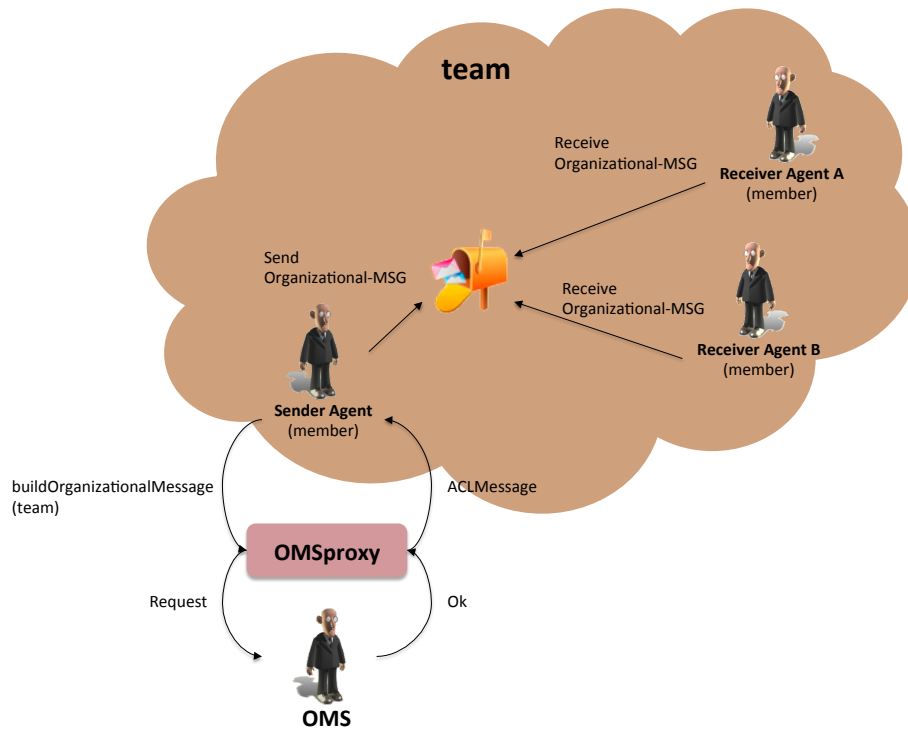 team
Receive
Organizational-MSG
Receiver Agent A
(member)
Send
Organizational-MSG
Receive
Organizational-MSG
Receiver Agent B
(member)
Sender Agent
(member)
buildOrganizationalMessage
(team)
ACLMessage
OMSproxy
Request
Ok
OMS